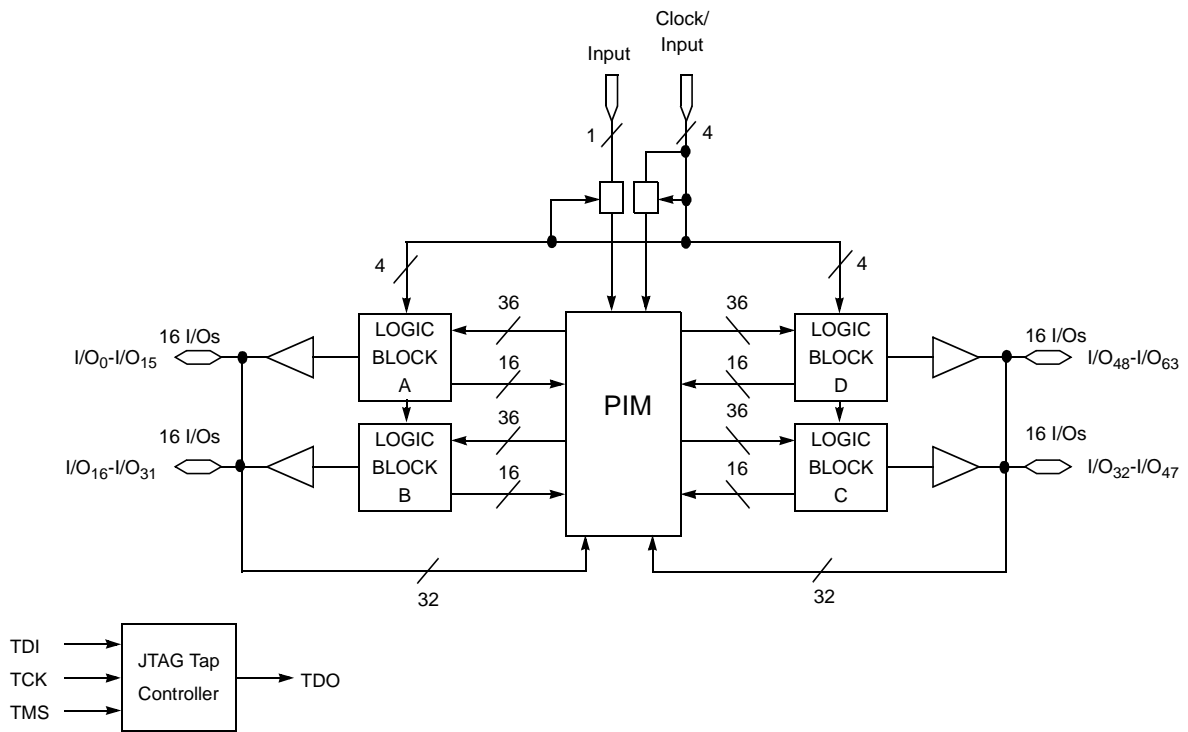 Clock/
Input
Input
1
4
4
4
36
36
16 I/Os
I/O0-I/O15
LOGIC
BLOCK
A
16
PIM
16
LOGIC
BLOCK
D
16 I/Os
I/O48-I/O63
36
36
16 I/Os
I/O16-I/O31
LOGIC
BLOCK
B
16
16
LOGIC
BLOCK
C
16 I/Os
I/O32-I/O47
32
32
TDI
TCK
TMS
JTAG Tap
Controller
TDO